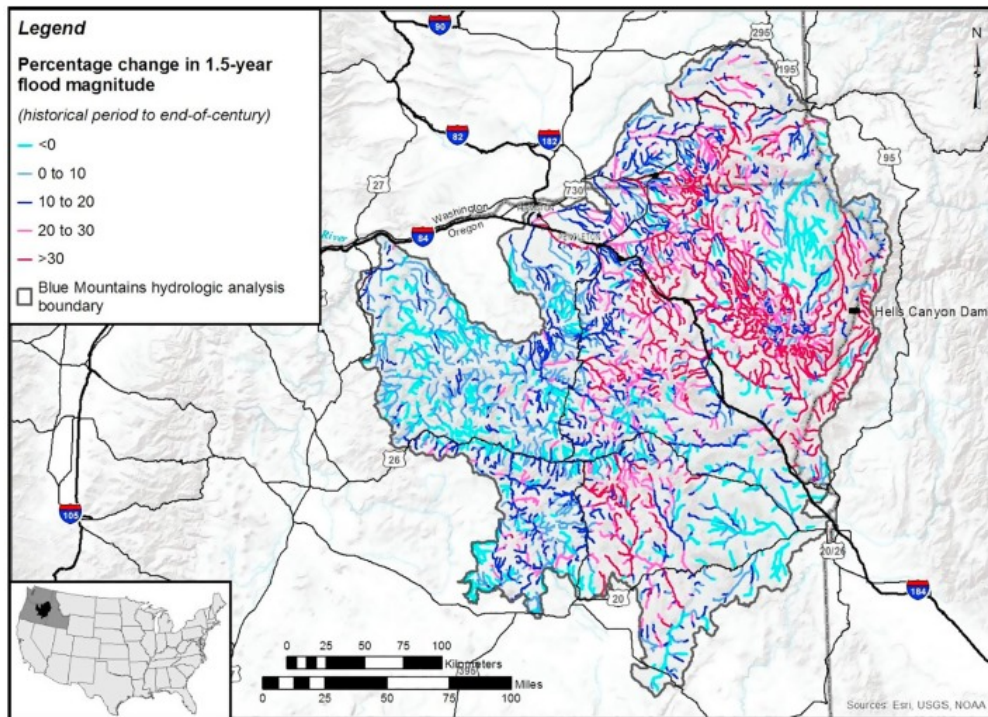 Legend
Percentage change in 1.5-year
flood magnitude
(historical period to end-of-century)
<0
0 to 10
10 to 20
20 to 30
>30
Blue Mountains hydrologic analysis
boundary
90
82
182
27
730
295
195
95
N
Washington
Oregon
River
84
PENDLETON
Hells Canyon Dam
26
105
20
20/26
184
395
0 25 50 75 100
Kilometers
Miles
0 25 50 75 100
Sources: Esri, USGS, NOAA